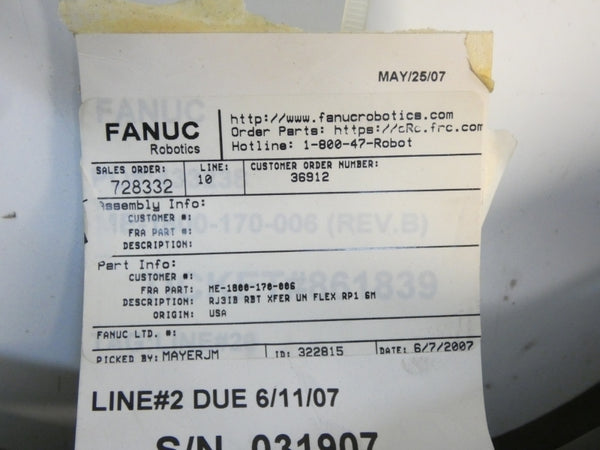 MAY/25/07
FANUC
Robotics
http://www.fanucrobotics.com
Order Parts: https://cRc.frc.com
Hotline: 1-800-47-Robot
SALES ORDER: 728332
LINE: 10
CUSTOMER ORDER NUMBER: 36912
Assembly Info:
CUSTOMER #:
FRA PART #:
DESCRIPTION:
Part Info:
CUSTOMER #:
FRA PART: ME-1800-170-006
DESCRIPTION: RJ3IB RBT XFER UN FLEX RP1 6M
ORIGIN: USA
FANUC LTD. #:
PICKED BY: MAYERJM ID: 322815 DATE: 6/7/2007
LINE#2 DUE 6/11/07
S/N 031907